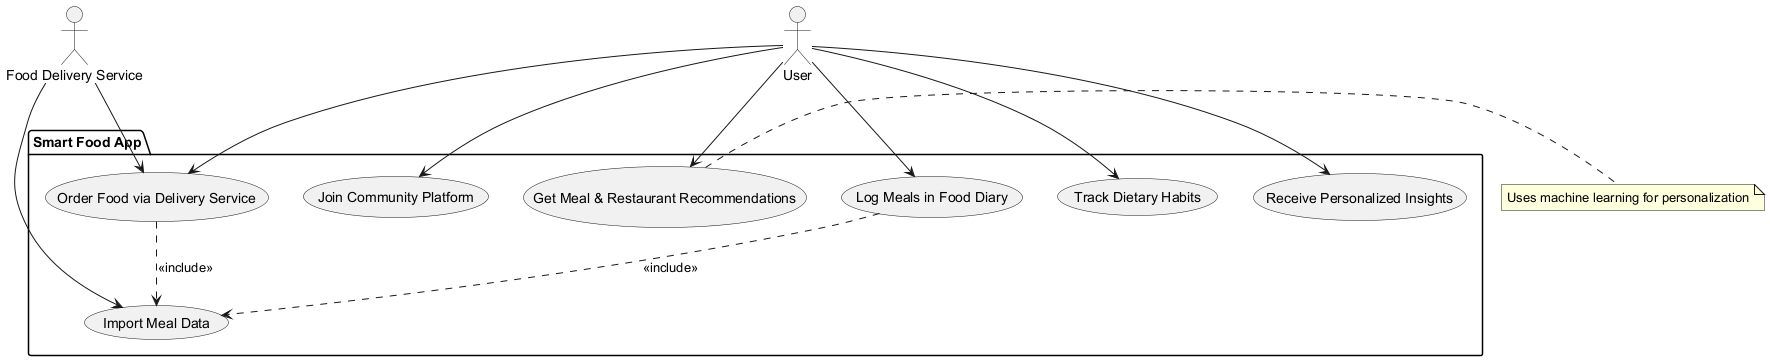 Food Delivery Service
User
Smart Food App
Order Food via Delivery Service
Join Community Platform
Get Meal & Restaurant Recommendations
Log Meals in Food Diary
Track Dietary Habits
Receive Personalized Insights
Uses machine learning for personalization
«include»
«include»
Import Meal Data